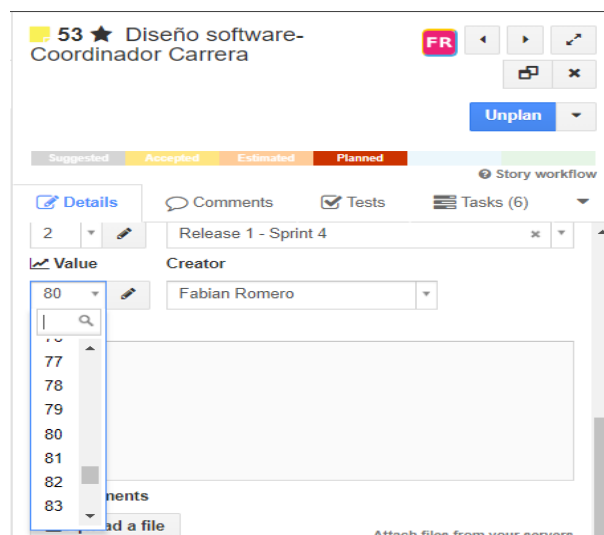 53 ★ Diseño software-
Coordinador Carrera
FR
Unplan
Suggested Accepted Estimated Planned
Story workflow
Details Comments Tests Tasks (6)
2 Release 1 - Sprint 4
Value Creator
80 Fabian Romero
77
78
79
80
81
82
83
ad a file
Attach files from your servers